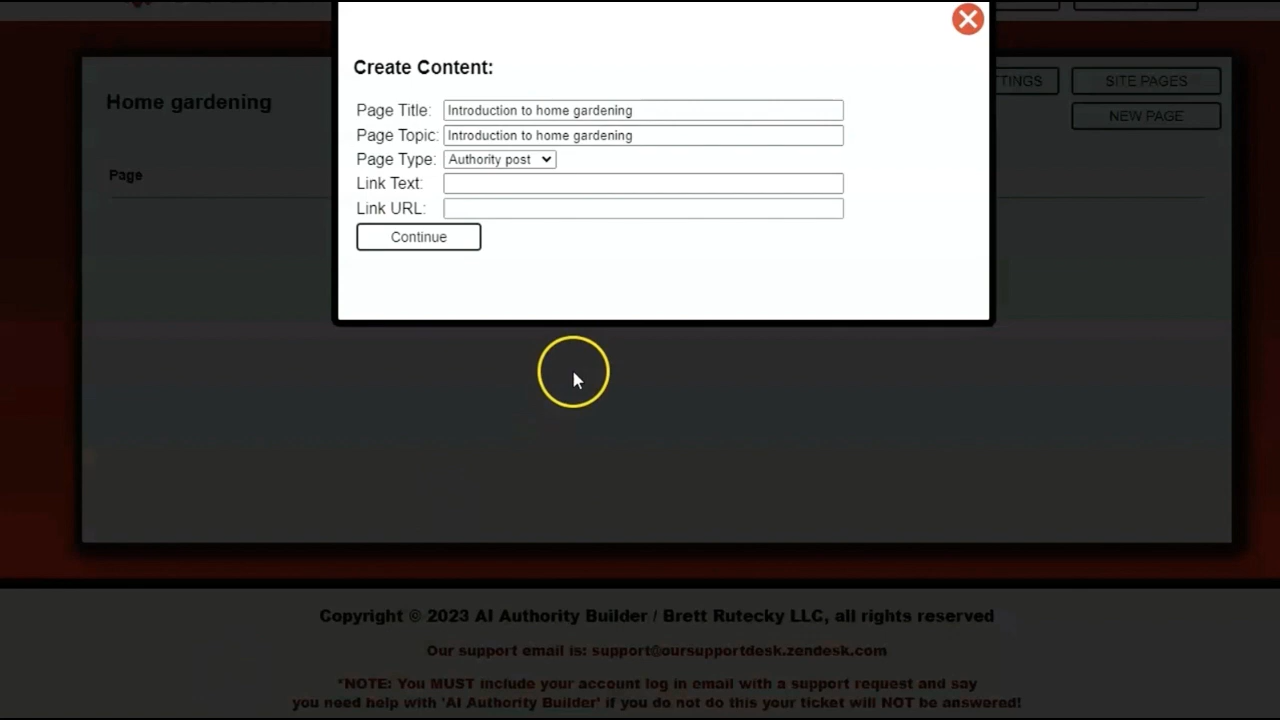 Create Content:
Page Title: Introduction to home gardening
Page Topic: Introduction to home gardening
Page Type: Authority post
Link Text:
Link URL:
Continue
Home gardening
TTINGS
SITE PAGES
NEW PAGE
Page
Copyright © 2023 AI Authority Builder / Brett Rutecky LLC, all rights reserved
Our support email is: support@oursupportdesk.zendesk.com
*NOTE: You MUST include your account log in email with a support request and say
you need help with 'AI Authority Builder' if you do not do this your ticket will NOT be answered!